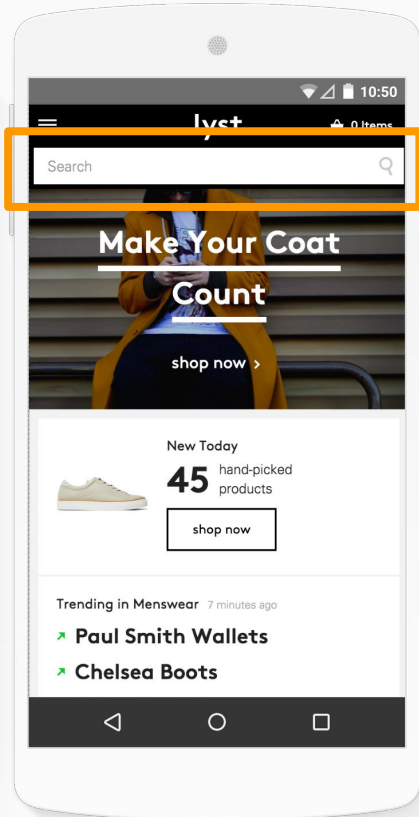 10:50
lyst
0 Items
Search
Make Your Coat
Count
shop now >
New Today
45 hand-picked
products
shop now
Trending in Menswear 7 minutes ago
Paul Smith Wallets
Chelsea Boots